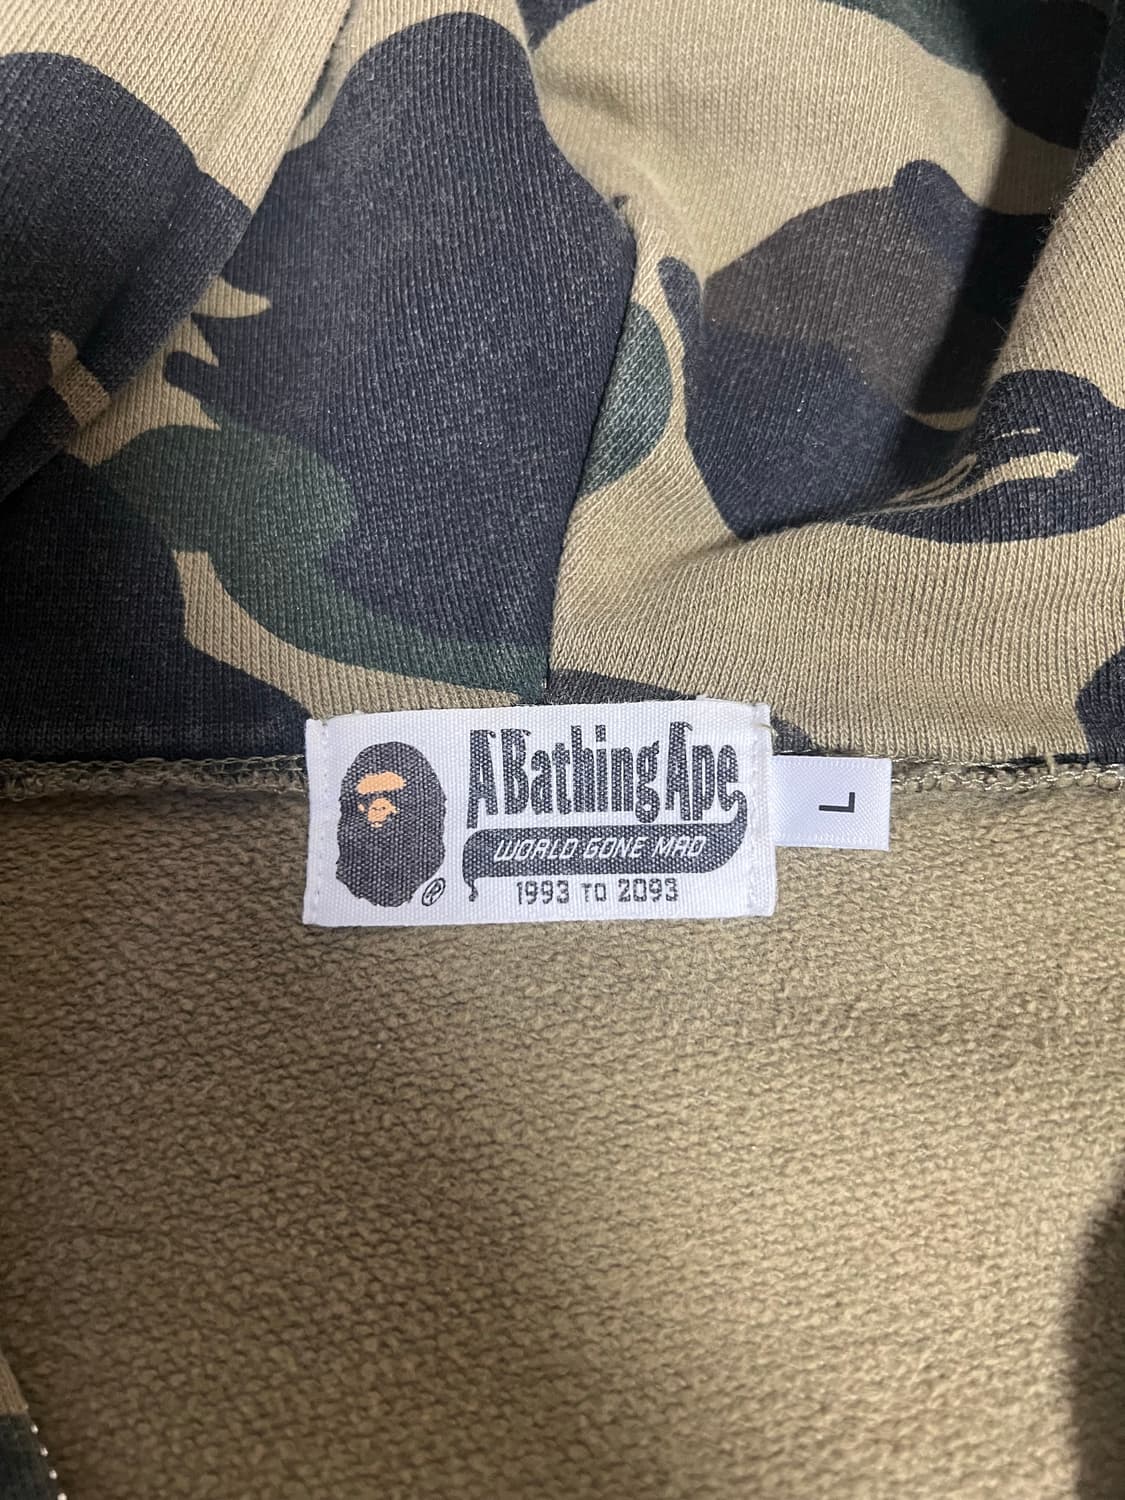 A Bathing Ape
WORLD GONE MAD
1993 TO 2093
®
L